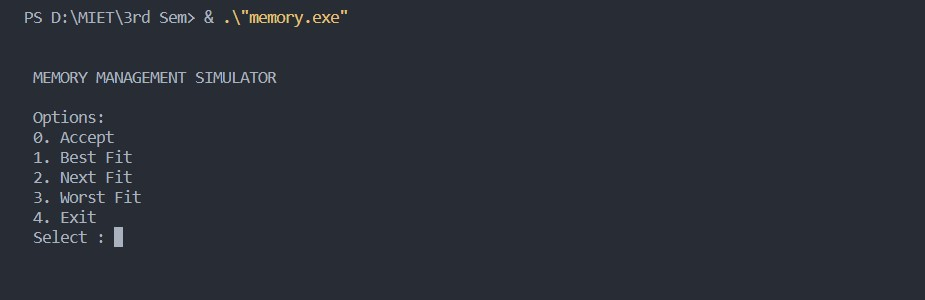 PS D:\MIET\3rd Sem> & .\"memory.exe"
MEMORY MANAGEMENT SIMULATOR
Options:
0. Accept
1. Best Fit
2. Next Fit
3. Worst Fit
4. Exit
Select :